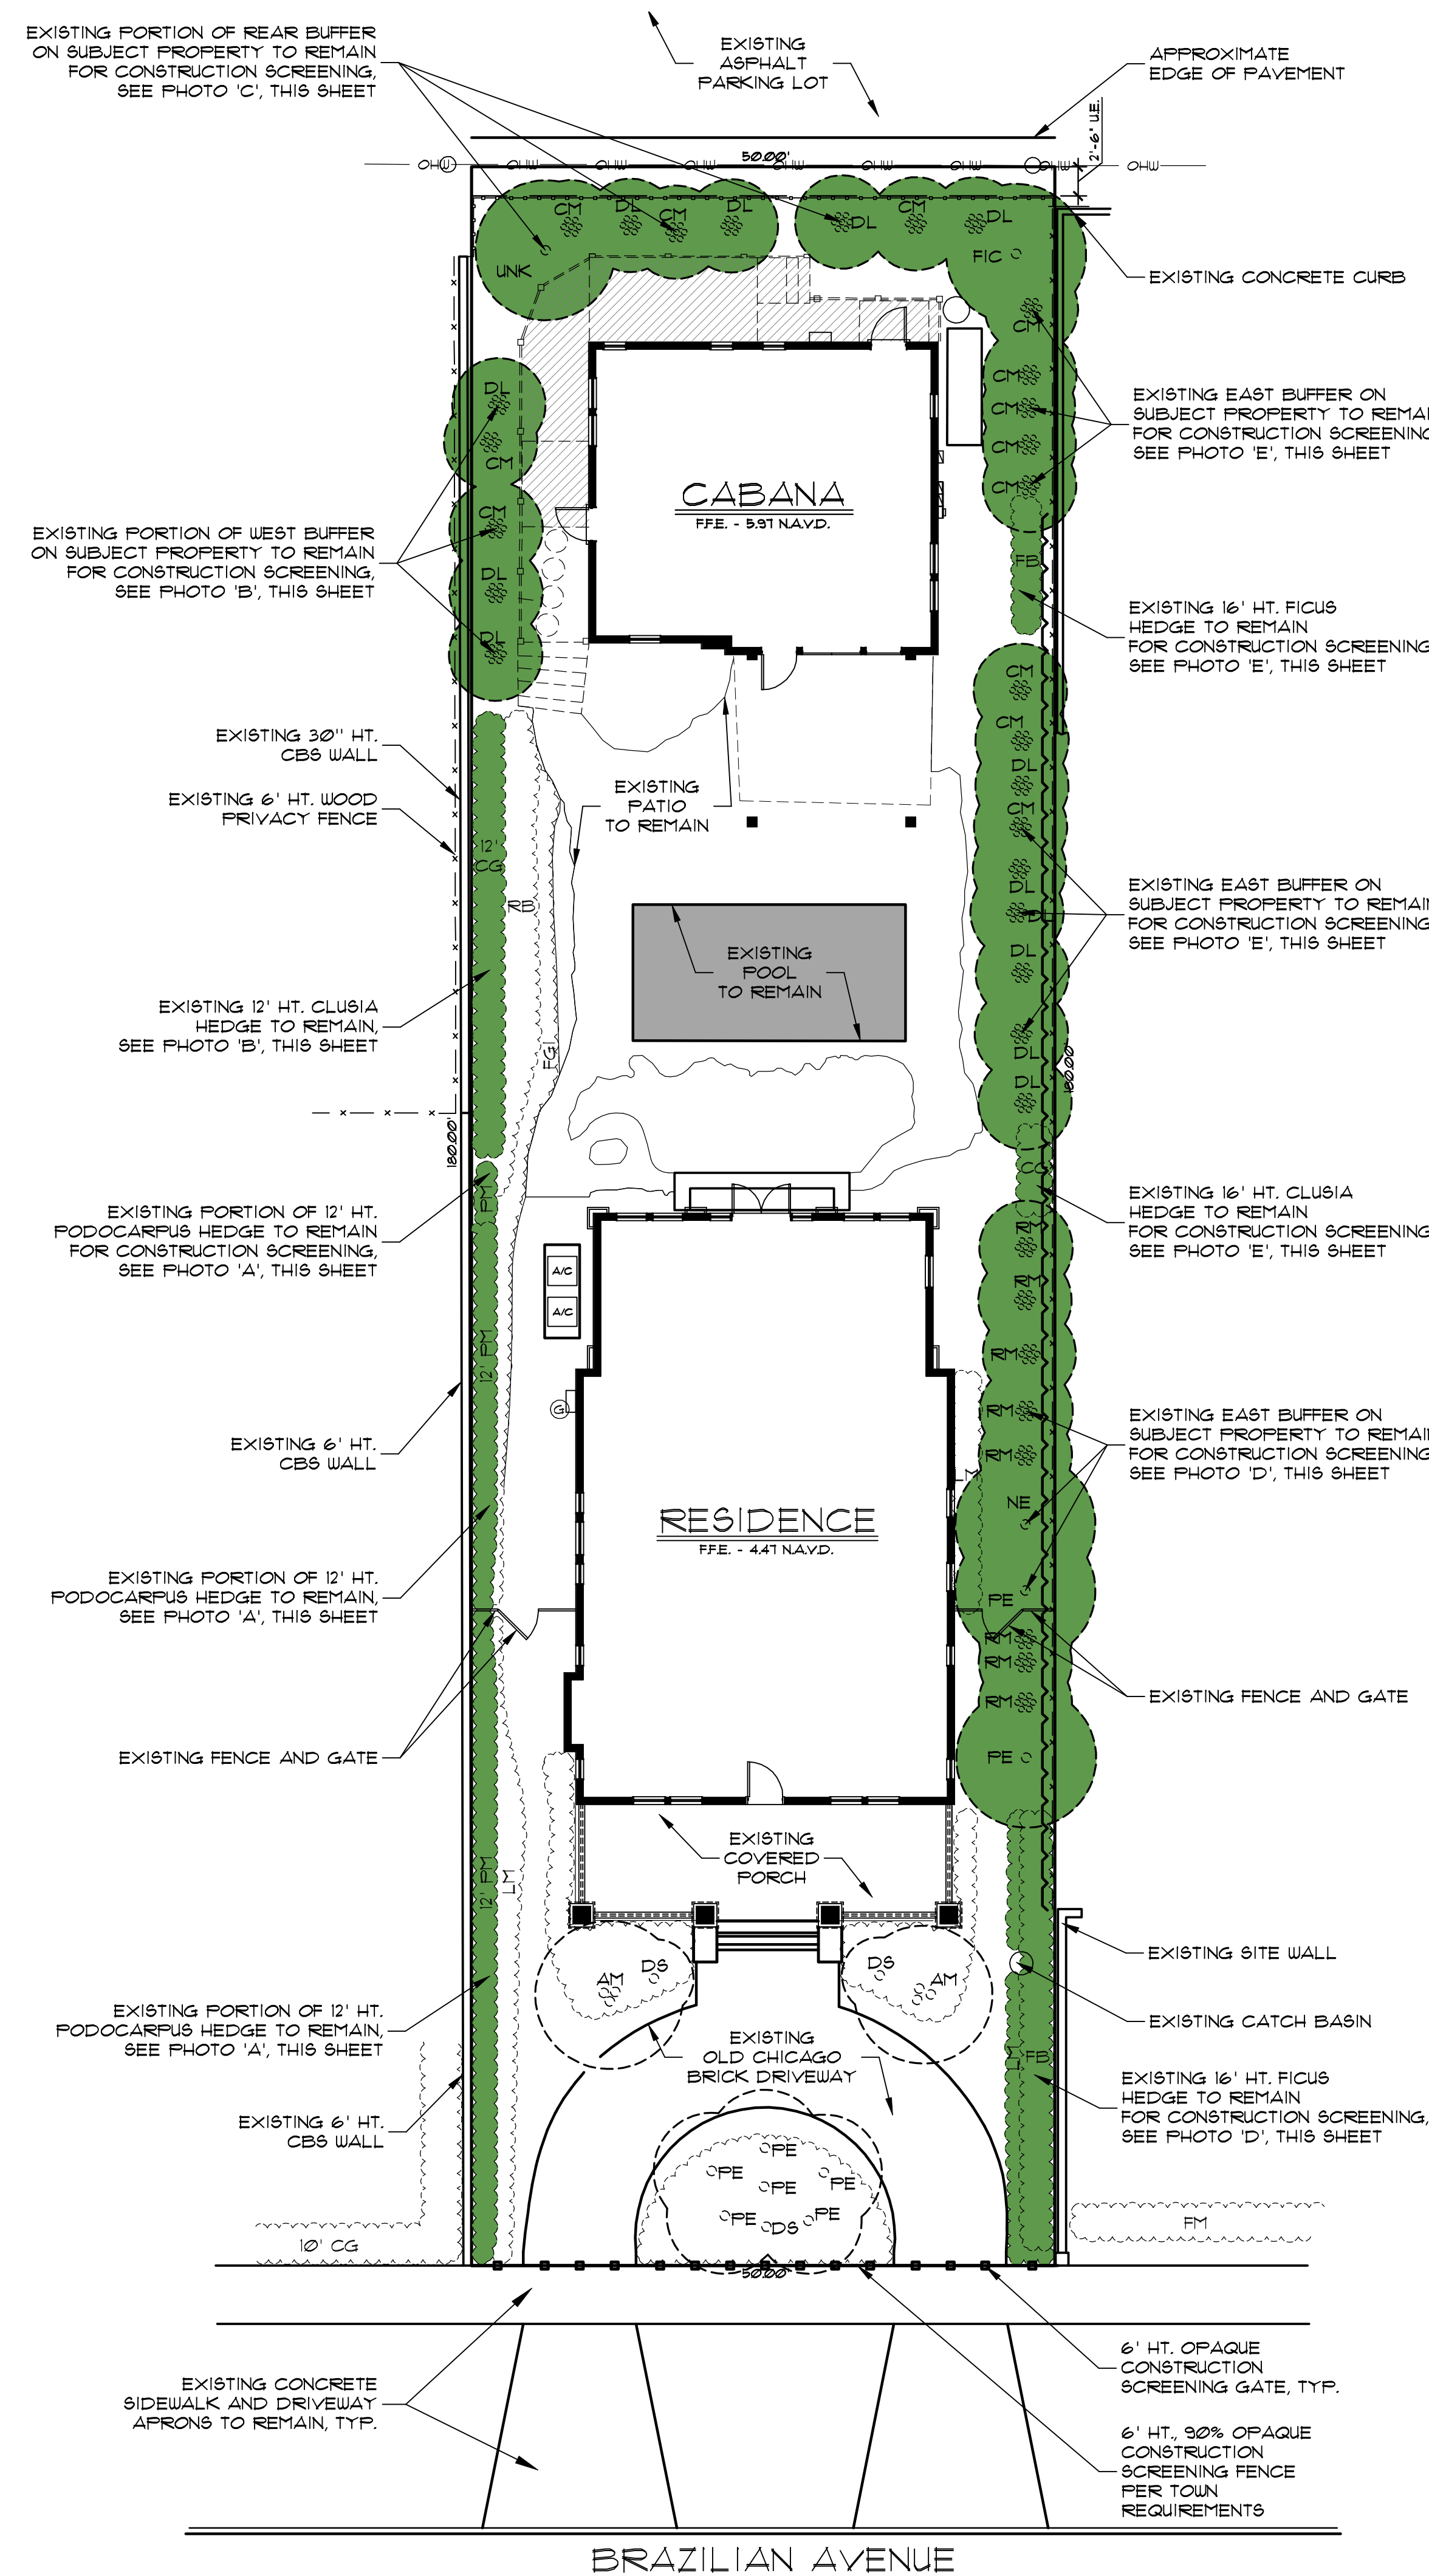 EXISTING PORTION OF REAR BUFFER
ON SUBJECT PROPERTY TO REMAIN
FOR CONSTRUCTION SCREENING,
SEE PHOTO 'C', THIS SHEET
EXISTING
ASPHALT
PARKING LOT
APPROXIMATE
EDGE OF PAVEMENT
2'-6" U.E.
OHW
OHW
OHW
OHW
50.00'
OHW
OHW
OHW
OHW
OHW
CM
DL
CM
DL
DL
CM
DL
UNK
FIC
EXISTING CONCRETE CURB
CM
CM
CM
CM
CM
DL
CM
CM
DL
DL
EXISTING EAST BUFFER ON
SUBJECT PROPERTY TO REMAI
FOR CONSTRUCTION SCREENING
SEE PHOTO 'E', THIS SHEET
CABANA
F.F.E. - 5.97 N.A.V.D.
EXISTING PORTION OF WEST BUFFER
ON SUBJECT PROPERTY TO REMAIN
FOR CONSTRUCTION SCREENING,
SEE PHOTO 'B', THIS SHEET
FB
EXISTING 16' HT. FICUS
HEDGE TO REMAIN
FOR CONSTRUCTION SCREENING
SEE PHOTO 'E', THIS SHEET
CM
CM
DL
CM
DL
DL
DL
DL
DL
EXISTING 30" HT.
CBS WALL
EXISTING 6' HT. WOOD
PRIVACY FENCE
EXISTING
PATIO
TO REMAIN
12'
CG
RB
EXISTING EAST BUFFER ON
SUBJECT PROPERTY TO REMAIN
FOR CONSTRUCTION SCREENING
SEE PHOTO 'E', THIS SHEET
EXISTING
POOL
TO REMAIN
EXISTING 12' HT. CLUSIA
HEDGE TO REMAIN,
SEE PHOTO 'B', THIS SHEET
FGI
180.00'
180.00'
CG
PM
EXISTING PORTION OF 12' HT.
PODOCARPUS HEDGE TO REMAIN
FOR CONSTRUCTION SCREENING,
SEE PHOTO 'A', THIS SHEET
EXISTING 16' HT. CLUSIA
HEDGE TO REMAIN
FOR CONSTRUCTION SCREENING
SEE PHOTO 'E', THIS SHEET
A/C
A/C
12' PM
G
EXISTING 6' HT.
CBS WALL
EXISTING EAST BUFFER ON
SUBJECT PROPERTY TO REMAIN
FOR CONSTRUCTION SCREENING
SEE PHOTO 'D', THIS SHEET
LM
NE
PE
RESIDENCE
F.F.E. - 4.47 N.A.V.D.
EXISTING PORTION OF 12' HT.
PODOCARPUS HEDGE TO REMAIN,
SEE PHOTO 'A', THIS SHEET
EXISTING FENCE AND GATE
EXISTING FENCE AND GATE
PE
EXISTING
COVERED
PORCH
12' PM
LM
EXISTING SITE WALL
AM
DS
DS
AM
EXISTING PORTION OF 12' HT.
PODOCARPUS HEDGE TO REMAIN,
SEE PHOTO 'A', THIS SHEET
EXISTING CATCH BASIN
EXISTING
OLD CHICAGO
BRICK DRIVEWAY
FB
EXISTING 16' HT. FICUS
HEDGE TO REMAIN
FOR CONSTRUCTION SCREENING,
SEE PHOTO 'D', THIS SHEET
EXISTING 6' HT.
CBS WALL
PE
PE
PE
PE
PE
DS
PE
FM
10' CG
50.00'
EXISTING CONCRETE
SIDEWALK AND DRIVEWAY
APRONS TO REMAIN, TYP.
6' HT. OPAQUE
CONSTRUCTION
SCREENING GATE, TYP.
6' HT., 90% OPAQUE
CONSTRUCTION
SCREENING FENCE
PER TOWN
REQUIREMENTS
BRAZILIAN AVENUE